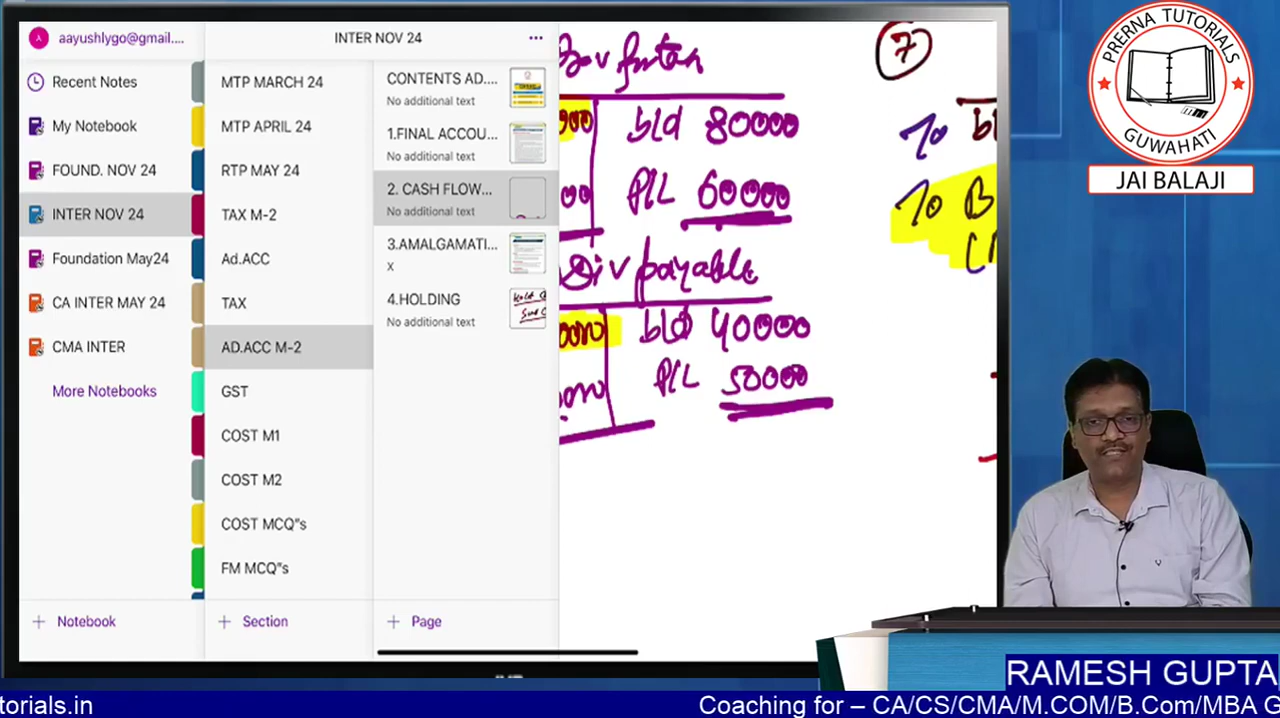 aayushlygo@gmail....
Recent Notes
My Notebook
FOUND. NOV 24
INTER NOV 24
Foundation May24
CA INTER MAY 24
CMA INTER
More Notebooks
+ Notebook
INTER NOV 24
MTP MARCH 24
MTP APRIL 24
RTP MAY 24
TAX M-2
Ad.ACC
TAX
AD.ACC M-2
GST
COST M1
COST M2
COST MCQ"s
FM MCQ"s
+ Section
CONTENTS AD....
No additional text
1.FINAL ACCOU...
No additional text
2. CASH FLOW...
No additional text
3.AMALGAMATI...
X
4.HOLDING
No additional text
+ Page
b/d 80000
P/L 60000
Div payable
b/d 40000
P/L 50000
7
To
To B
PRERNA TUTORIALS
GUWAHATI
JAI BALAJI
RAMESH GUPTA
torials.in
Coaching for – CA/CS/CMA/M.COM/B.Com/MBA G